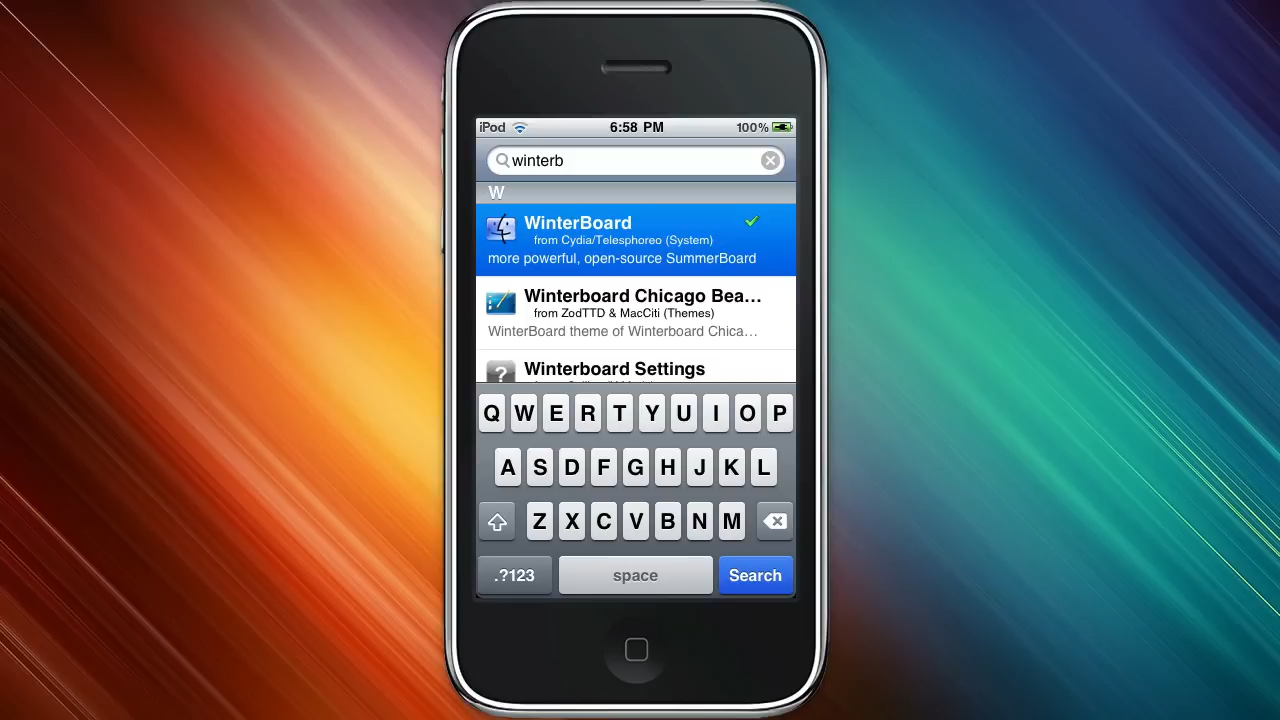 iPod 6:58 PM 100%
winterb
W
WinterBoard
from Cydia/Telesphoreo (System)
more powerful, open-source SummerBoard
Winterboard Chicago Bea…
from ZodTTD & MacCiti (Themes)
WinterBoard theme of Winterboard Chica…
?
Winterboard Settings
Q W E R T Y U I O P
A S D F G H J K L
Z X C V B N M
.?123 space Search